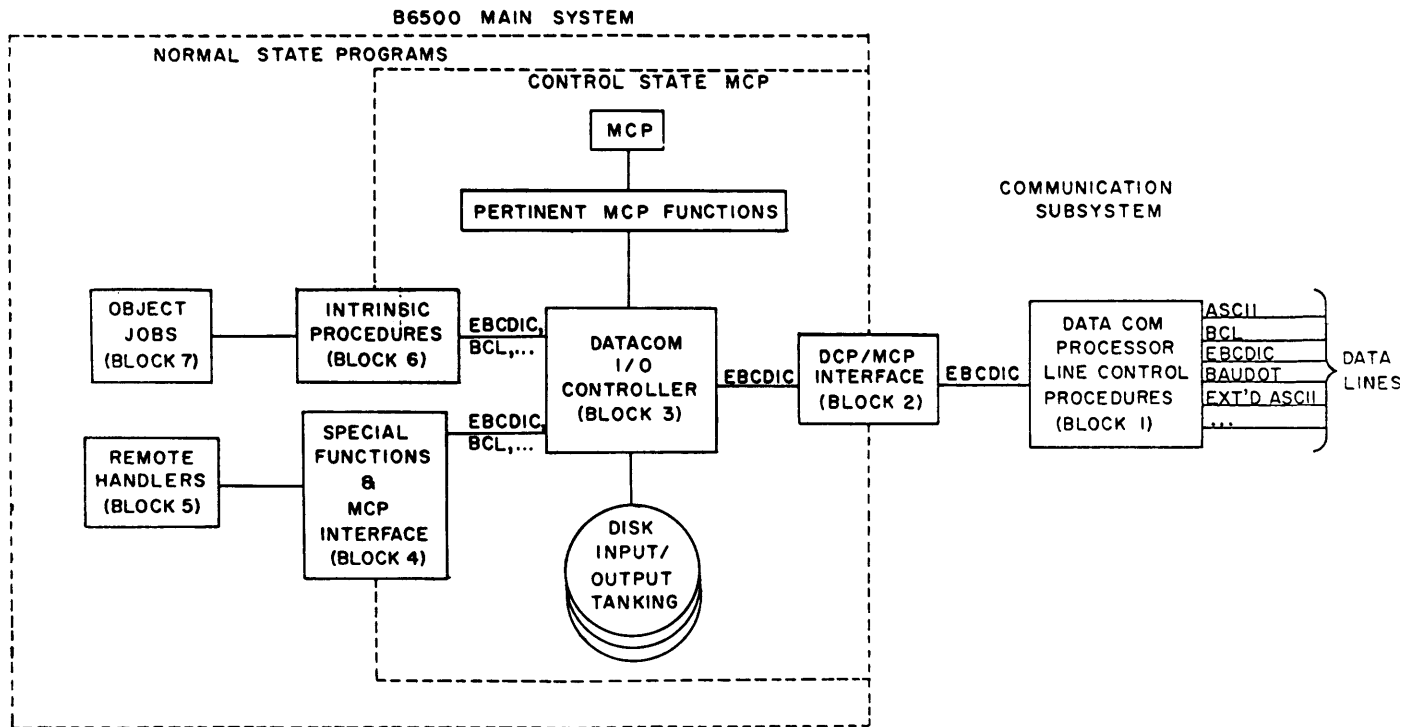 B6500 MAIN SYSTEM
NORMAL STATE PROGRAMS
CONTROL STATE MCP
MCP
PERTINENT MCP FUNCTIONS
COMMUNICATION
SUBSYSTEM
OBJECT
JOBS
(BLOCK 7)
INTRINSIC
PROCEDURES
(BLOCK 6)
EBCDIC,
BCL,...
DATACOM
I/O
CONTROLLER
(BLOCK 3)
EBCDIC
DCP/MCP
INTERFACE
(BLOCK 2)
EBCDIC
DATA COM
PROCESSOR
LINE CONTROL
PROCEDURES
(BLOCK 1)
ASCII
BCL
EBCDIC
BAUDOT
EXT'D ASCII
...
DATA
LINES
REMOTE
HANDLERS
(BLOCK 5)
SPECIAL
FUNCTIONS
&
MCP
INTERFACE
(BLOCK 4)
EBCDIC,
BCL,...
DISK
INPUT/
OUTPUT
TANKING